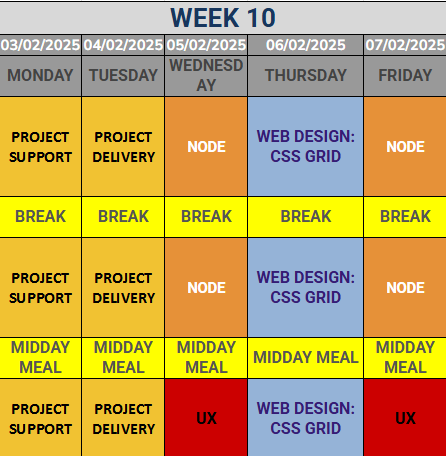 WEEK 10
03/02/2025 04/02/2025 05/02/2025 06/02/2025 07/02/2025
MONDAY TUESDAY WEDNESD
AY THURSDAY FRIDAY
PROJECT
SUPPORT
PROJECT
DELIVERY
NODE
WEB DESIGN:
CSS GRID
NODE
BREAK BREAK BREAK BREAK BREAK
PROJECT
SUPPORT
PROJECT
DELIVERY
NODE
WEB DESIGN:
CSS GRID
NODE
MIDDAY
MEAL
MIDDAY
MEAL
MIDDAY
MEAL
MIDDAY MEAL
MIDDAY
MEAL
PROJECT
SUPPORT
PROJECT
DELIVERY
UX
WEB DESIGN:
CSS GRID
UX